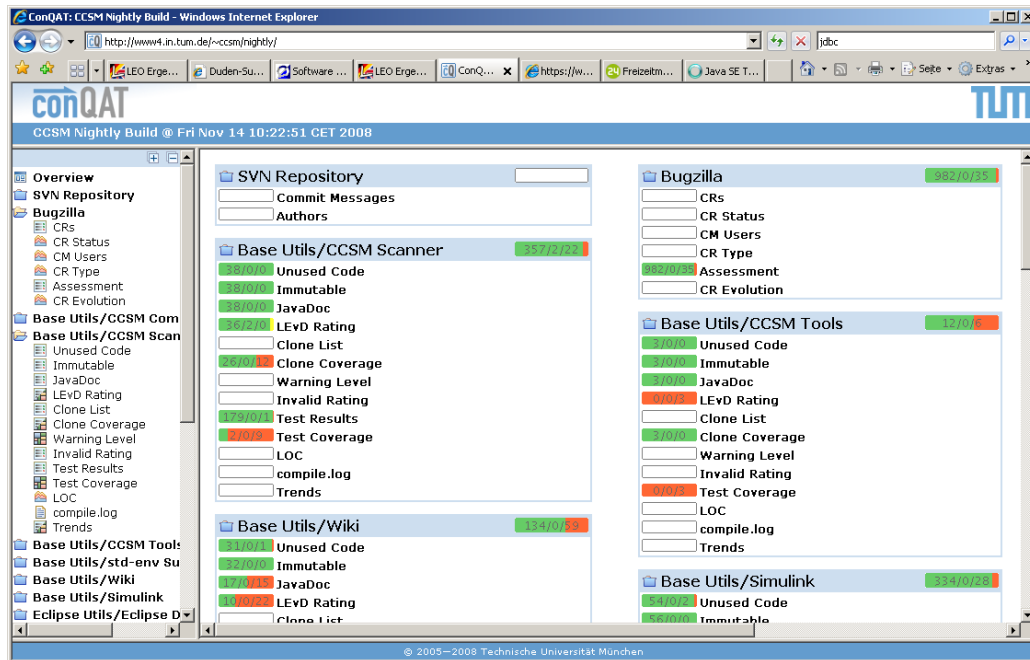 ConQAT: CCSM Nightly Build - Windows Internet Explorer
http://www4.in.tum.de/~ccsm/nightly/
jdbc
LEO Erge...
Duden-Su...
Software ...
LEO Erge...
ConQ...
https://w...
Freizeitm...
Java SE T...
Seite
Extras
conQAT
TUM
CCSM Nightly Build @ Fri Nov 14 10:22:51 CET 2008
Overview
SVN Repository
Bugzilla
CRs
CR Status
CM Users
CR Type
Assessment
CR Evolution
Base Utils/CCSM Com
Base Utils/CCSM Scan
Unused Code
Immutable
JavaDoc
LEvD Rating
Clone List
Clone Coverage
Warning Level
Invalid Rating
Test Results
Test Coverage
LOC
compile.log
Trends
Base Utils/CCSM Tools
Base Utils/std-env Su
Base Utils/Wiki
Base Utils/Simulink
Eclipse Utils/Eclipse D
SVN Repository
Commit Messages
Authors
Base Utils/CCSM Scanner 357/2/22
38/0/0 Unused Code
38/0/0 Immutable
38/0/0 JavaDoc
36/2/0 LEvD Rating
Clone List
26/0/12 Clone Coverage
Warning Level
Invalid Rating
179/0/1 Test Results
2/0/9 Test Coverage
LOC
compile.log
Trends
Base Utils/Wiki 134/0/59
31/0/1 Unused Code
32/0/0 Immutable
17/0/15 JavaDoc
10/0/22 LEvD Rating
Clone List
Bugzilla 982/0/35
CRs
CR Status
CM Users
CR Type
982/0/35 Assessment
CR Evolution
Base Utils/CCSM Tools 12/0/6
3/0/0 Unused Code
3/0/0 Immutable
3/0/0 JavaDoc
0/0/3 LEvD Rating
Clone List
3/0/0 Clone Coverage
Warning Level
Invalid Rating
0/0/3 Test Coverage
LOC
compile.log
Trends
Base Utils/Simulink 334/0/28
54/0/2 Unused Code
56/0/0 Immutable
© 2005—2008 Technische Universität München